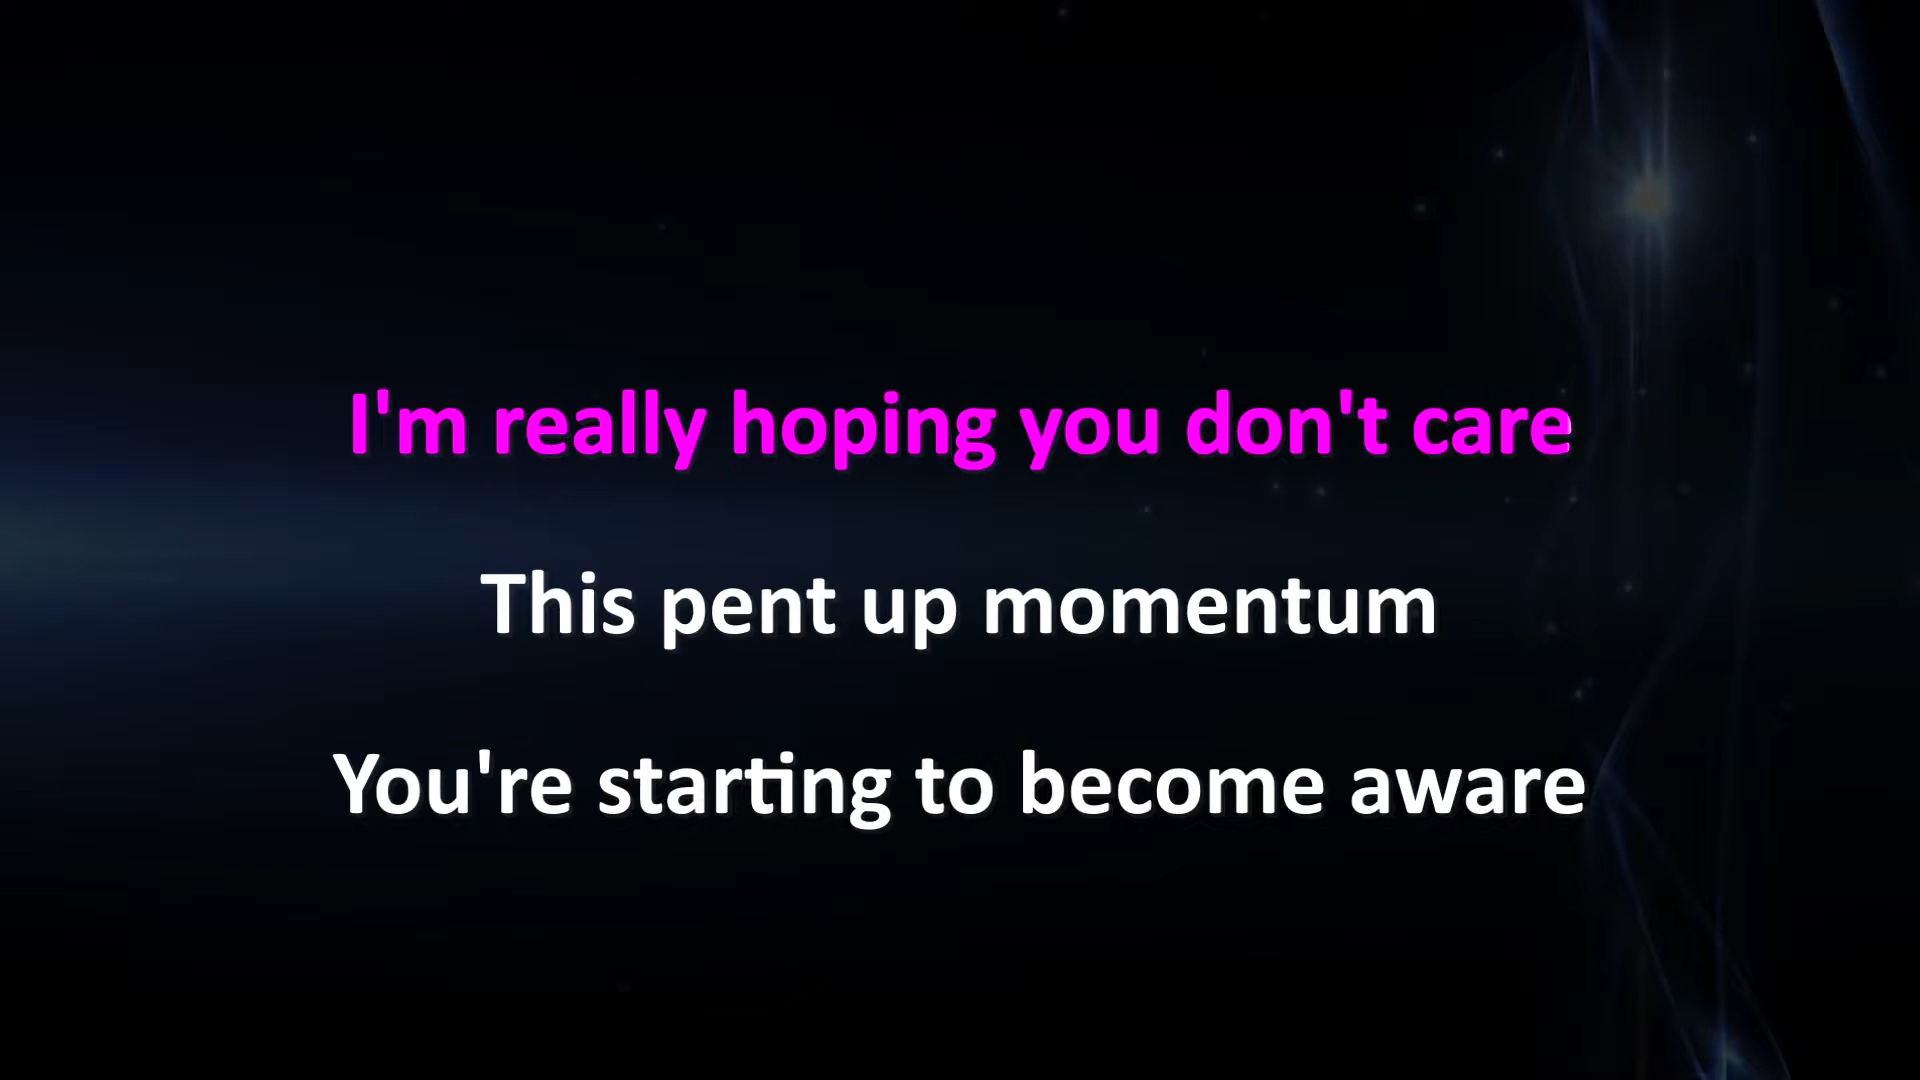 I'm really hoping you don't care
This pent up momentum
You're starting to become aware